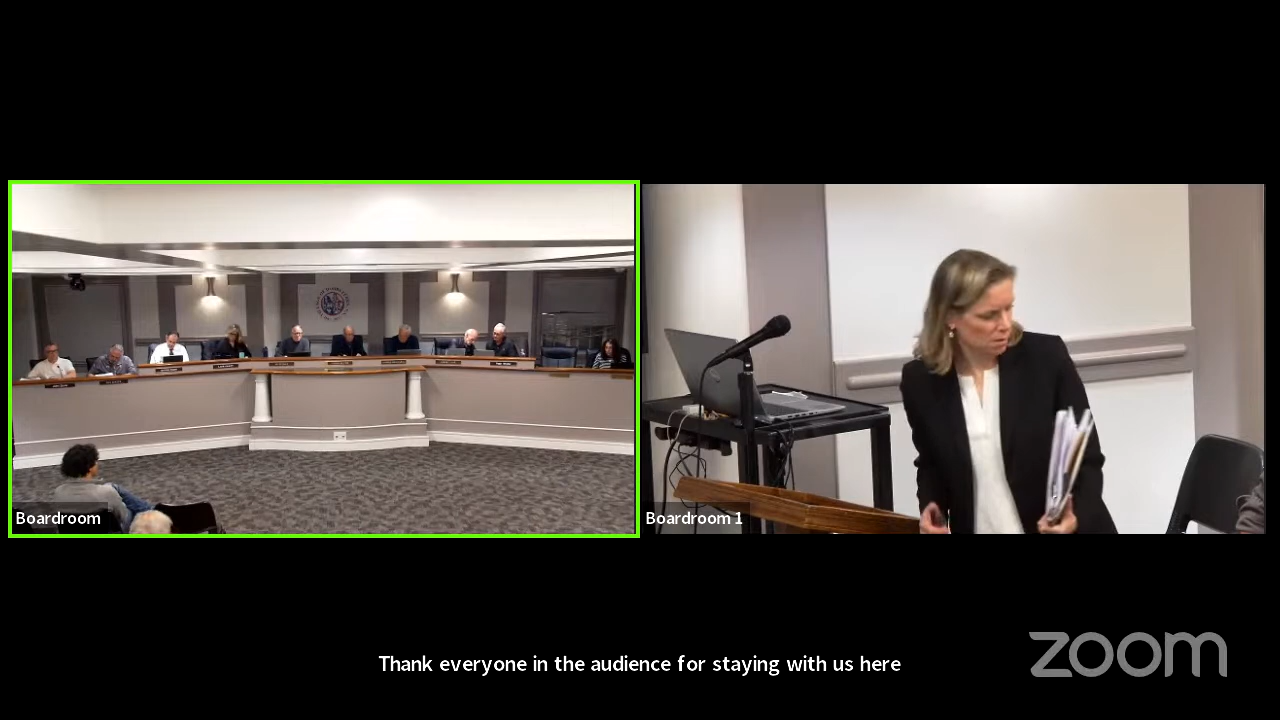 Boardroom
Boardroom 1
Thank everyone in the audience for staying with us here
zoom